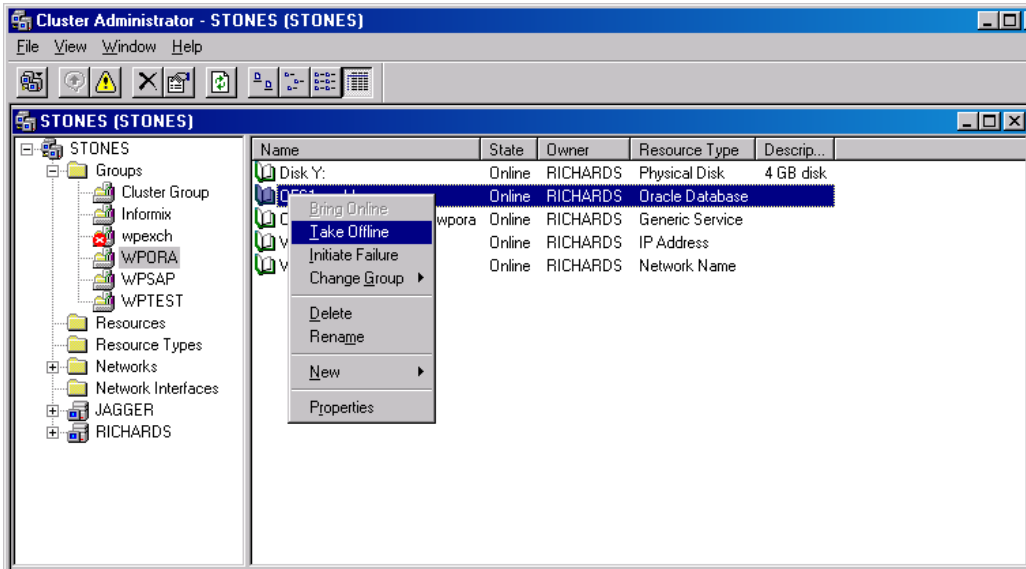 Cluster Administrator - STONES (STONES)
File View Window Help
STONES (STONES)
STONES
Groups
Cluster Group
Informix
wpexch
WPORA
WPSAP
WPTEST
Resources
Resource Types
Networks
Network Interfaces
JAGGER
RICHARDS
Name State Owner Resource Type Descrip...
Disk Y: Online RICHARDS Physical Disk 4 GB disk
Online RICHARDS Oracle Database
wpora Online RICHARDS Generic Service
Online RICHARDS IP Address
Online RICHARDS Network Name
Bring Online
Take Offline
Initiate Failure
Change Group
Delete
Rename
New
Properties